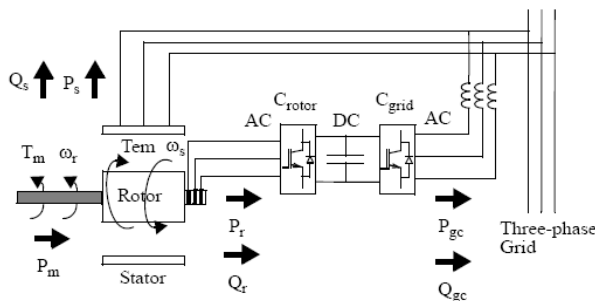 Qs
Ps
Crotor
Cgrid
AC
DC
AC
Tem
ωs
Tm
ωr
Rotor
Pm
Pr
Pgc
Three-phase
Grid
Stator
Qr
Qgc